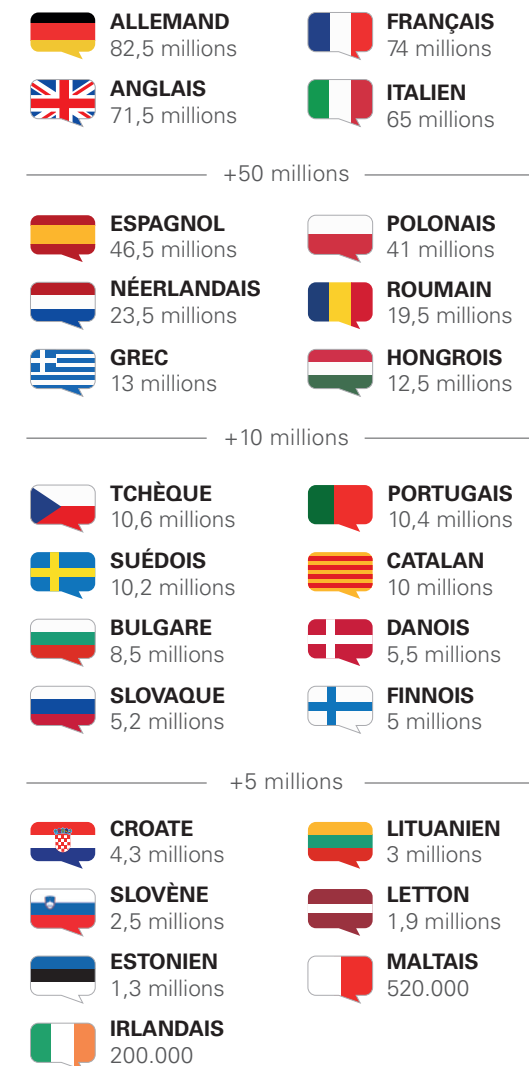 ALLEMAND
82,5 millions
FRANÇAIS
74 millions
ANGLAIS
71,5 millions
ITALIEN
65 millions
+50 millions
ESPAGNOL
46,5 millions
POLONAIS
41 millions
NÉERLANDAIS
23,5 millions
ROUMAIN
19,5 millions
GREC
13 millions
HONGROIS
12,5 millions
+10 millions
TCHÈQUE
10,6 millions
PORTUGAIS
10,4 millions
SUÉDOIS
10,2 millions
CATALAN
10 millions
BULGARE
8,5 millions
DANOIS
5,5 millions
SLOVAQUE
5,2 millions
FINNOIS
5 millions
+5 millions
CROATE
4,3 millions
LITUANIEN
3 millions
SLOVÈNE
2,5 millions
LETTON
1,9 millions
ESTONIEN
1,3 millions
MALTAIS
520.000
IRLANDAIS
200.000